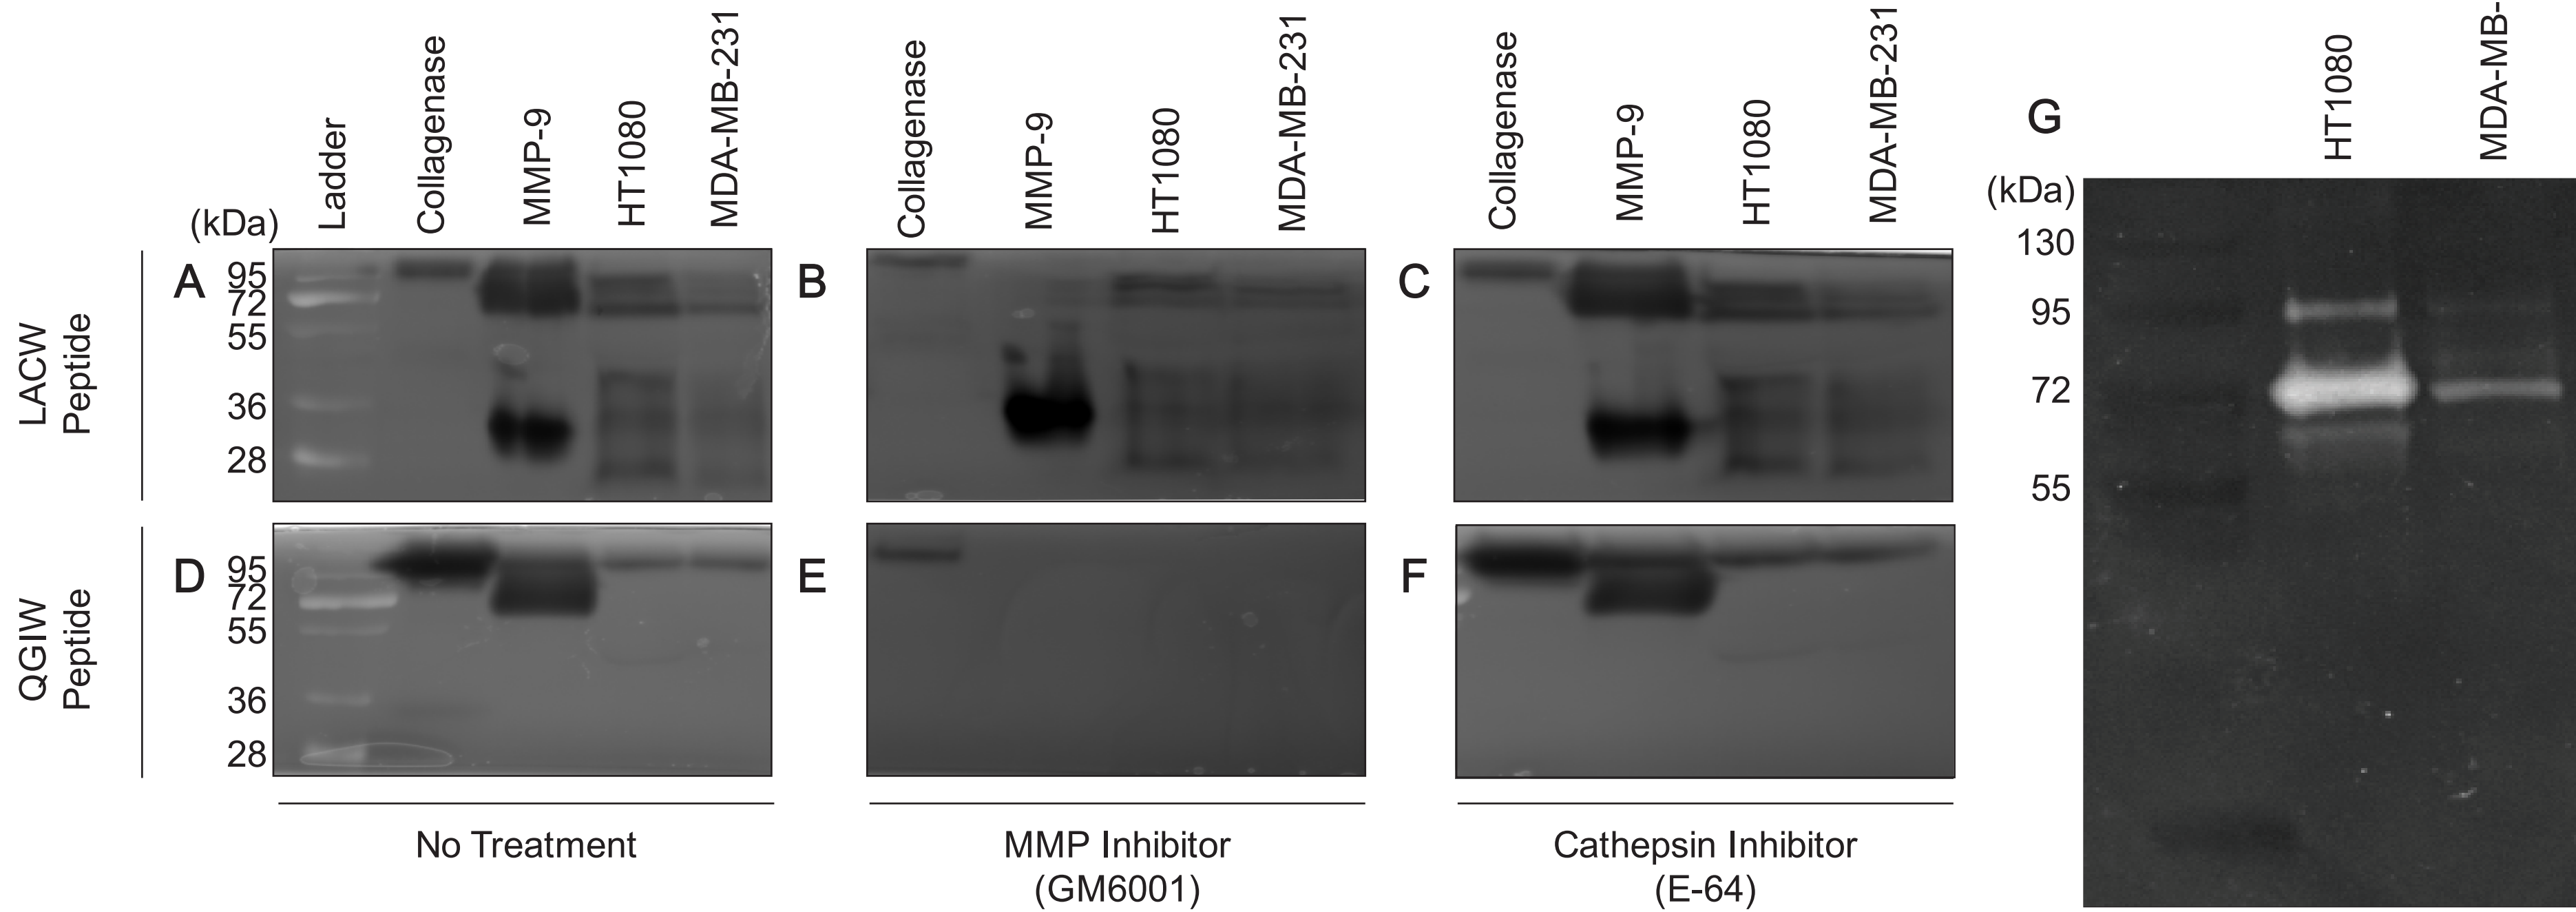 Ladder
Collagenase
MMP-9
HT1080
MDA-MB-231
Collagenase
MMP-9
HT1080
MDA-MB-231
Collagenase
MMP-9
HT1080
MDA-MB-231
G
HT1080
MDA-MB-
(kDa)
LACW
Peptide
A
95
72
55
36
28
B
C
QGIW
Peptide
D
95
72
55
36
28
E
F
(kDa)
130
95
72
55
No Treatment
MMP Inhibitor
(GM6001)
Cathepsin Inhibitor
(E-64)